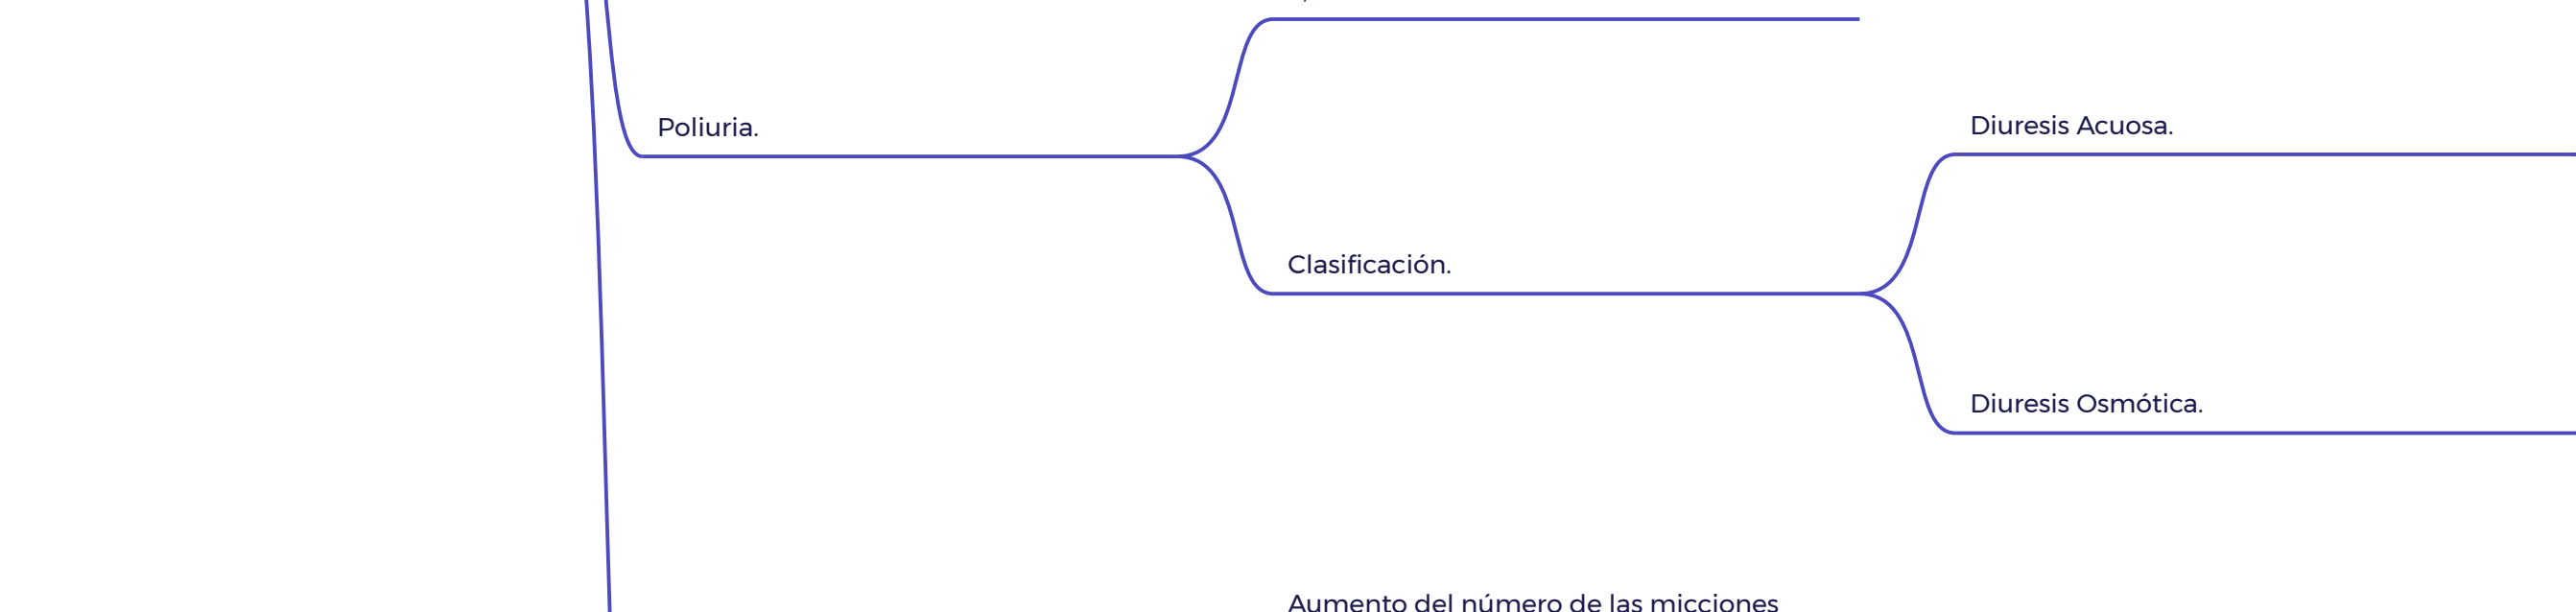 Poliuria.
Diuresis Acuosa.
Clasificación.
Diuresis Osmótica.
Aumento del número de las micciones